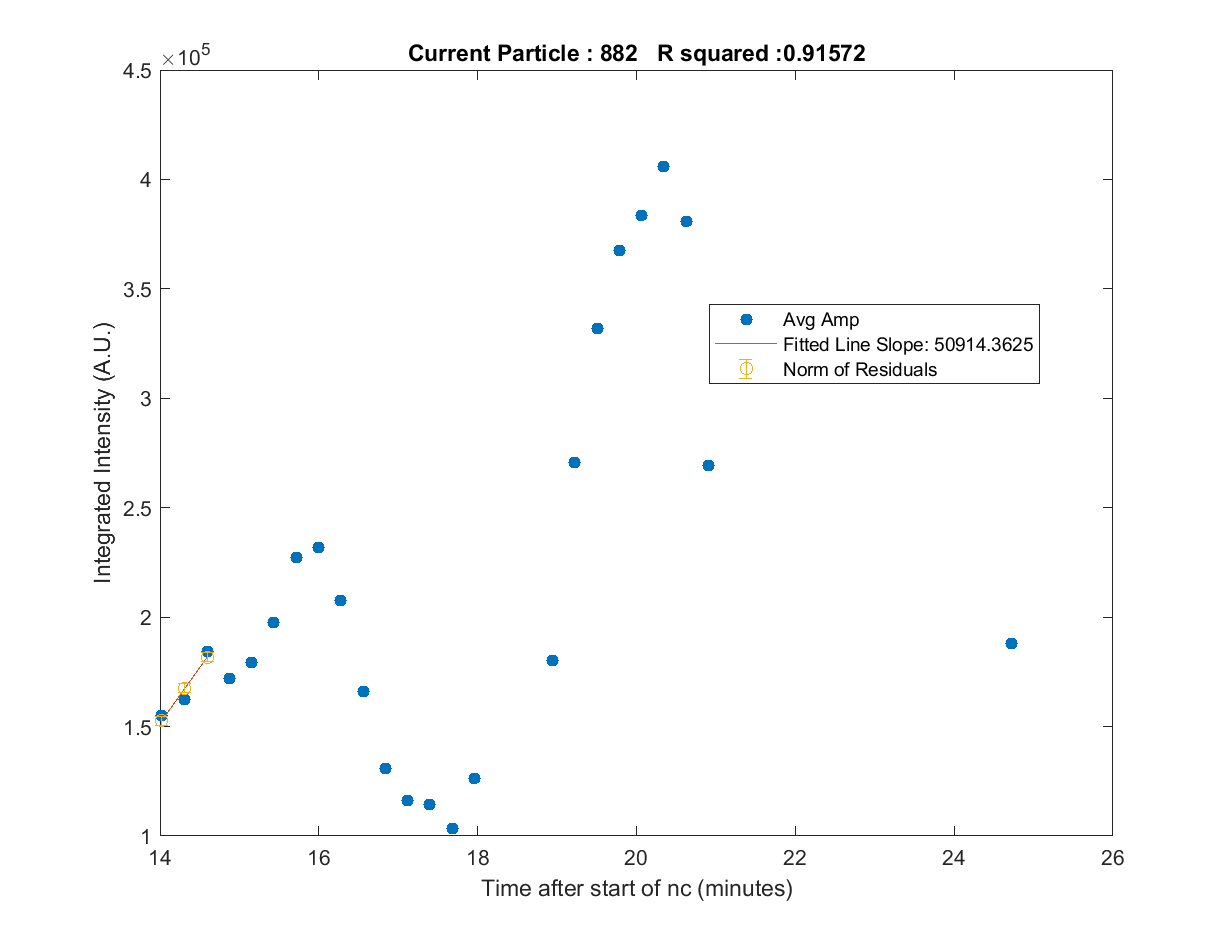 Current Particle : 882 R squared :0.91572
×10^5
4.5
4
3.5
3
2.5
2
1.5
1
Integrated Intensity (A.U.)
Avg Amp
Fitted Line Slope: 50914.3625
Norm of Residuals
14 16 18 20 22 24 26
Time after start of nc (minutes)